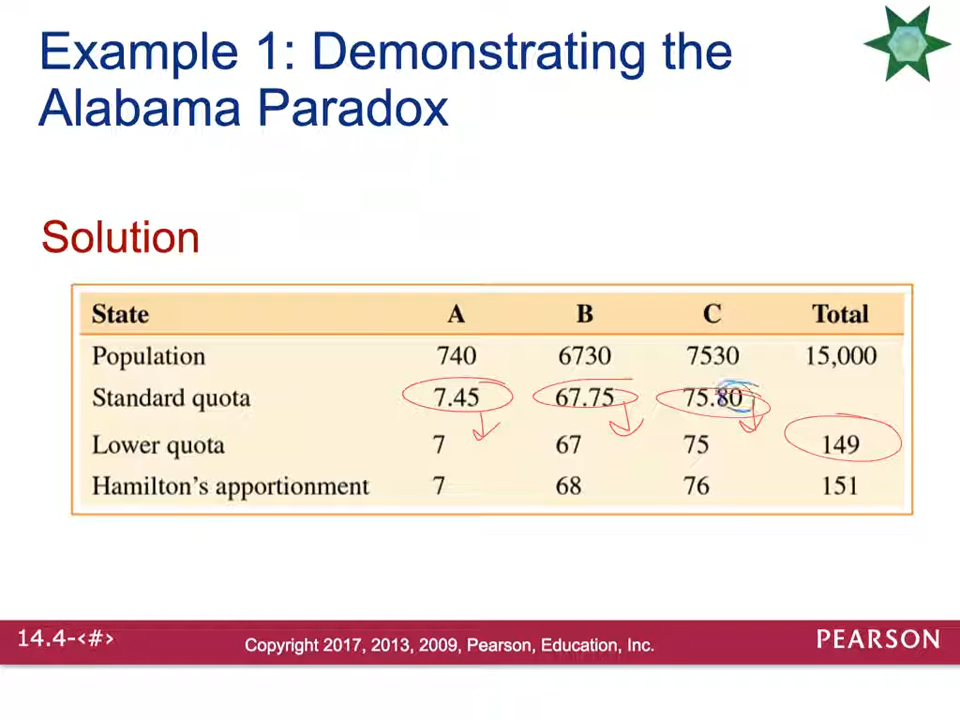 Example 1: Demonstrating the
Alabama Paradox
Solution
State A B C Total
Population 740 6730 7530 15,000
Standard quota 7.45 67.75 75.80
Lower quota 7 67 75 149
Hamilton's apportionment 7 68 76 151
14.4-<#>
Copyright 2017, 2013, 2009, Pearson, Education, Inc.
PEARSON